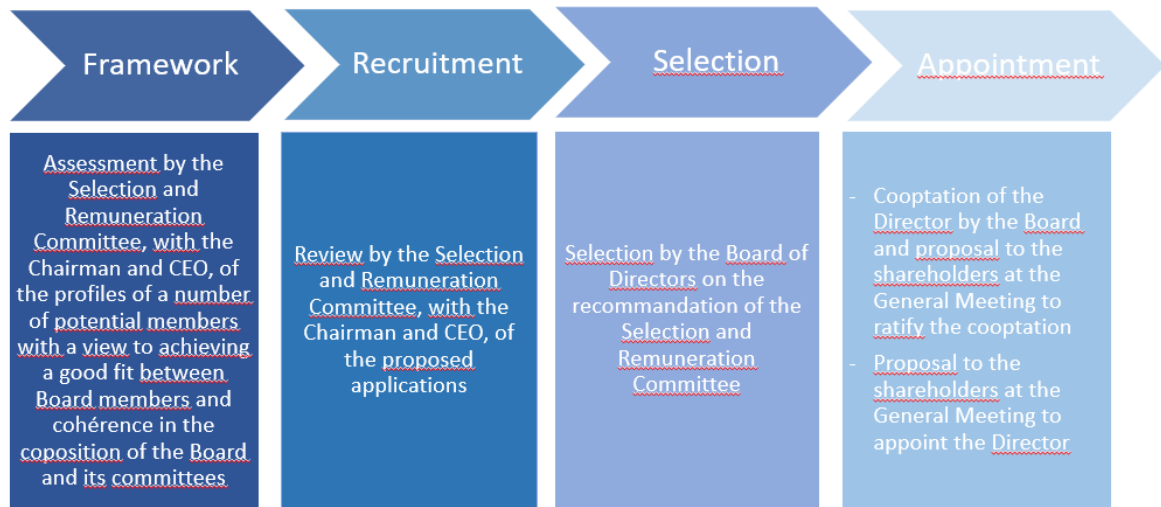 Framework
Recruitment
Selection
Appointment
Assessment by the
Selection and
Remuneration
Committee, with the
Chairman and CEO, of
the profiles of a number
of potential members
with a view to achieving
a good fit between
Board members and
cohérence in the
coposition of the Board
and its committees
Review by the Selection
and Remuneration
Committee, with the
Chairman and CEO, of
the proposed
applications
Selection by the Board of
Directors on the
recommandation of the
Selection and
Remuneration
Committee
- Cooptation of the
Director by the Board
and proposal to the
shareholders at the
General Meeting to
ratify the cooptation
- Proposal to the
shareholders at the
General Meeting to
appoint the Director